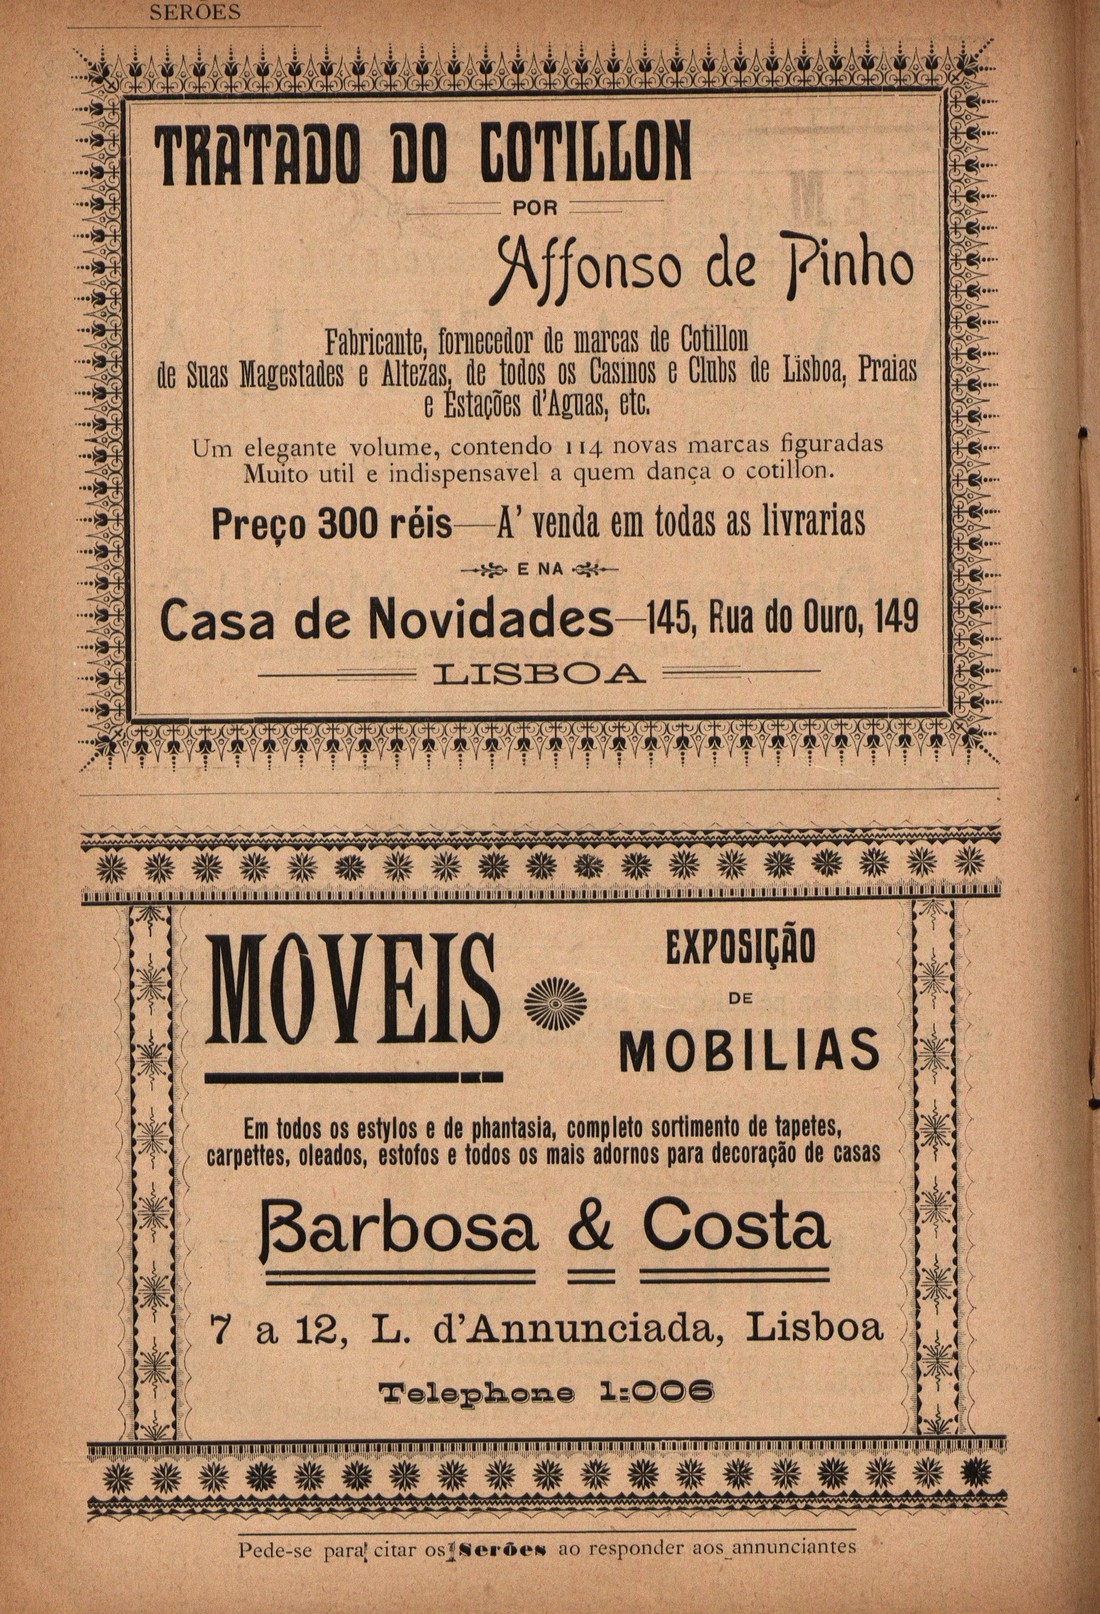 SERÕES
TRATADO DO COTILLON
POR
Affonso de Pinho
Fabricante, fornecedor de marcas de Cotillon
de Suas Magestades e Altezas, de todos os Casinos e Clubs de Lisboa, Praias
e Estações d'Aguas, etc.
Um elegante volume, contendo 114 novas marcas figuradas
Muito util e indispensavel a quem dança o cotillon.
Preço 300 réis—A' venda em todas as livrarias
E NA
Casa de Novidades—145, Rua do Ouro, 149
LISBOA
MOVEIS
EXPOSIÇÃO
DE
MOBILIAS
Em todos os estylos e de phantasia, completo sortimento de tapetes,
carpettes, oleados, estofos e todos os mais adornos para decoração de casas
Barbosa & Costa
7 a 12, L. d'Annunciada, Lisboa
Telephone 1:006
Pede-se para citar os Serões ao responder aos annunciantes